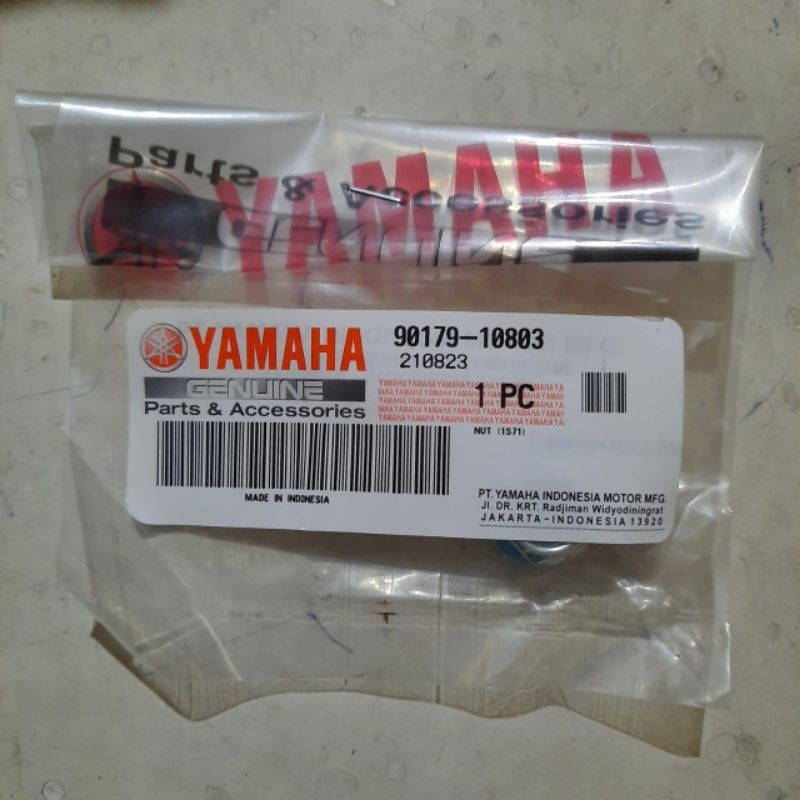 Parts & Accessories
YAMAHA
GENUINE
YAMAHA
GENUINE
Parts & Accessories
90179-10803
210823
1 PC
NUT (1S71)
MADE IN INDONESIA
PT. YAMAHA INDONESIA MOTOR MFG.
Jl. DR. KRT. Radjiman Widyodiningrat
JAKARTA-INDONESIA 13920